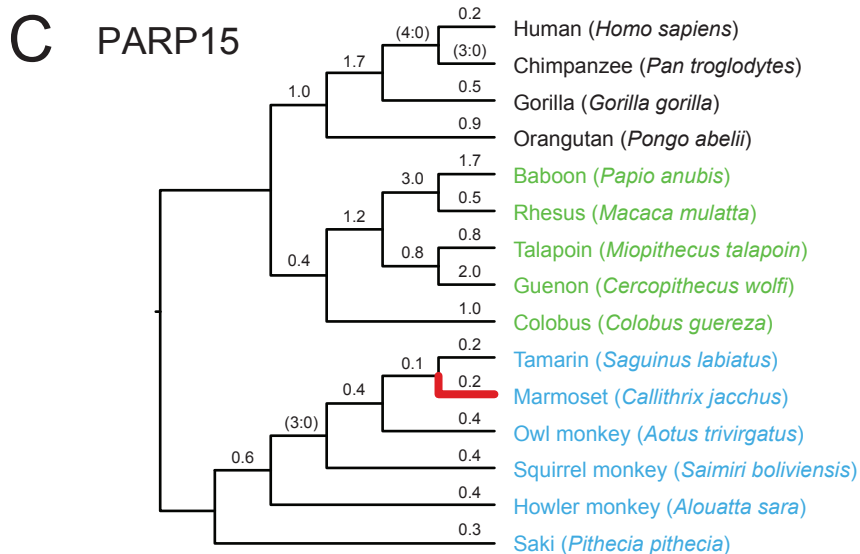 C PARP15
0.2 Human (Homo sapiens)
(4:0)
(3:0) Chimpanzee (Pan troglodytes)
1.7
0.5 Gorilla (Gorilla gorilla)
1.0
0.9 Orangutan (Pongo abelii)
1.7 Baboon (Papio anubis)
3.0
0.5 Rhesus (Macaca mulatta)
1.2
0.8 Talapoin (Miopithecus talapoin)
0.4 0.8
2.0 Guenon (Cercopithecus wolfi)
1.0 Colobus (Colobus guereza)
0.2 Tamarin (Saguinus labiatus)
0.1
0.2 Marmoset (Callithrix jacchus)
0.4
0.4 Owl monkey (Aotus trivirgatus)
(3:0)
0.4 Squirrel monkey (Saimiri boliviensis)
0.6
0.4 Howler monkey (Alouatta sara)
0.3 Saki (Pithecia pithecia)